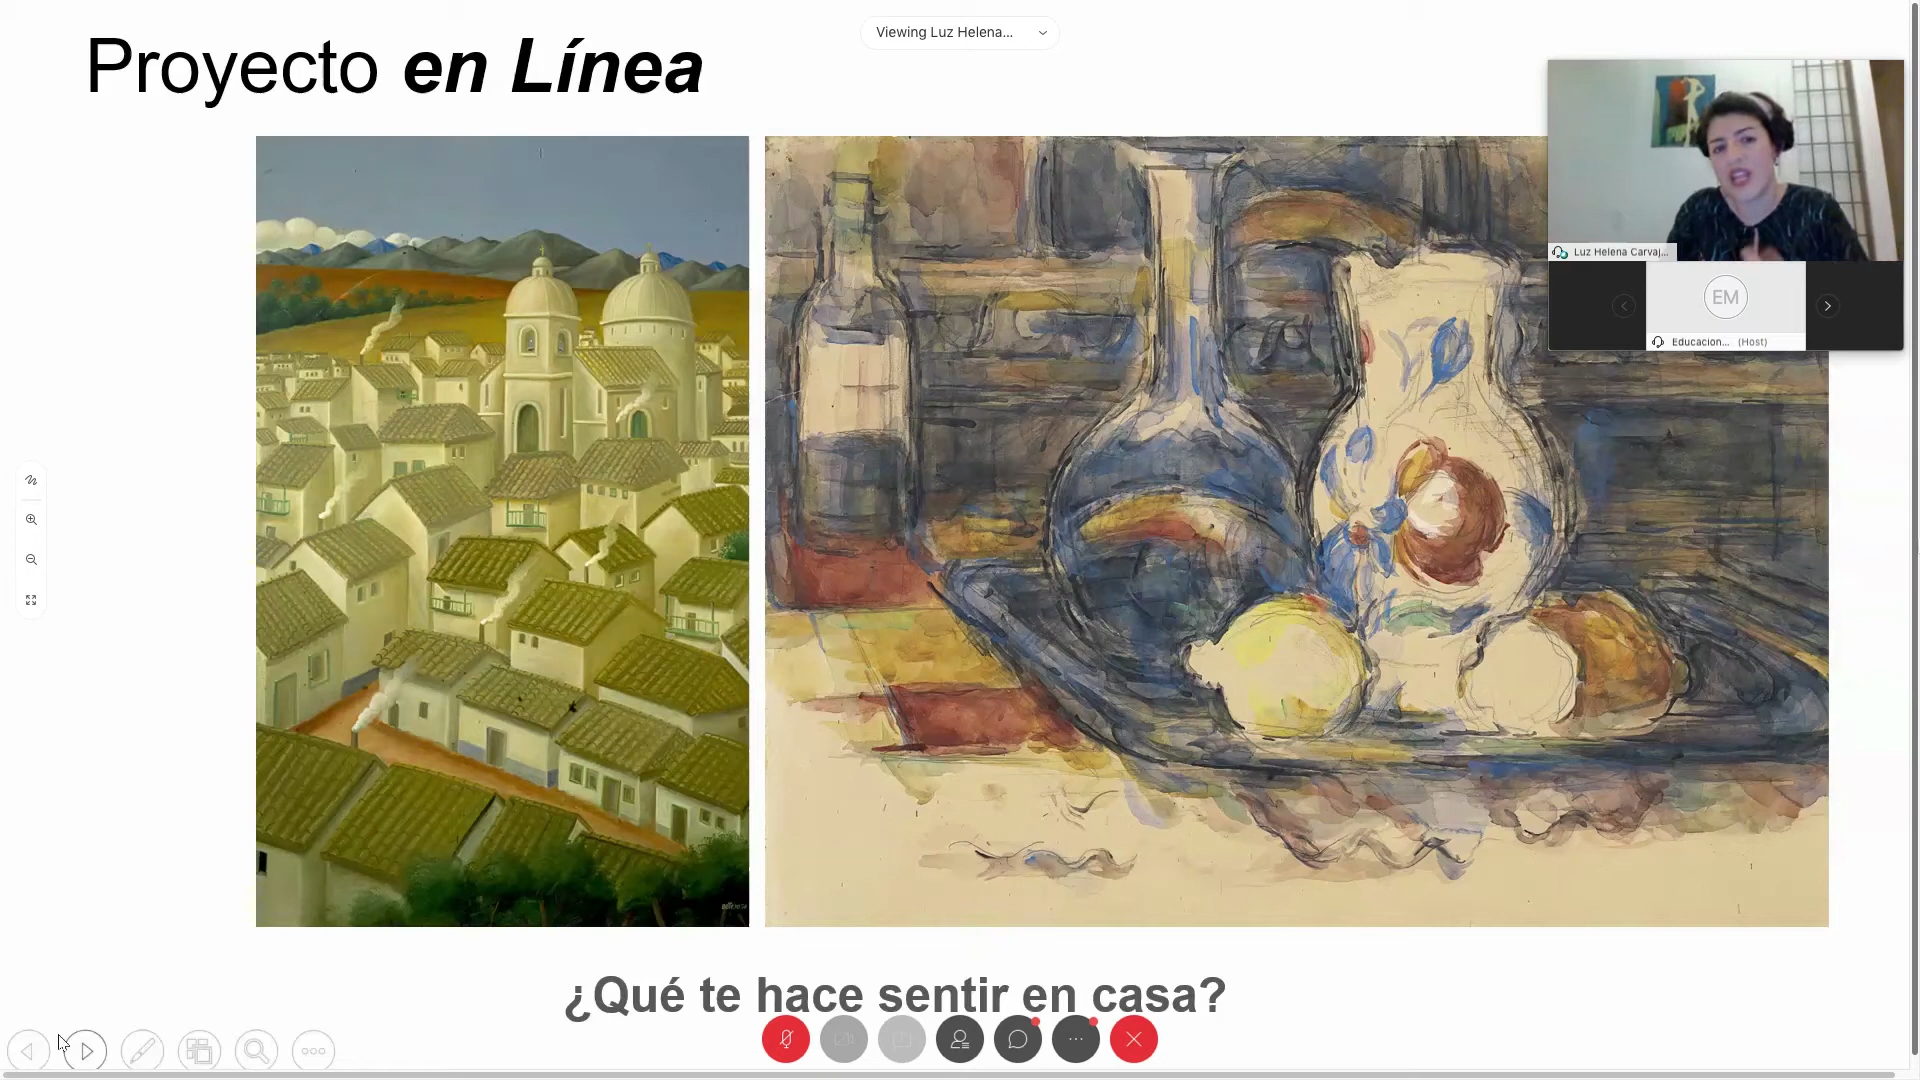 Proyecto en Línea
Viewing Luz Helena...
Luz Helena Carvaj...
EM
Educacion... (Host)
¿Qué te hace sentir en casa?